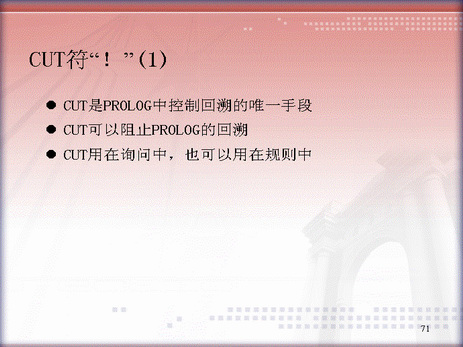 CUT符“！”(1)
CUT是PROLOG中控制回溯的唯一手段
CUT可以阻止PROLOG的回溯
CUT用在询问中，也可以用在规则中
71